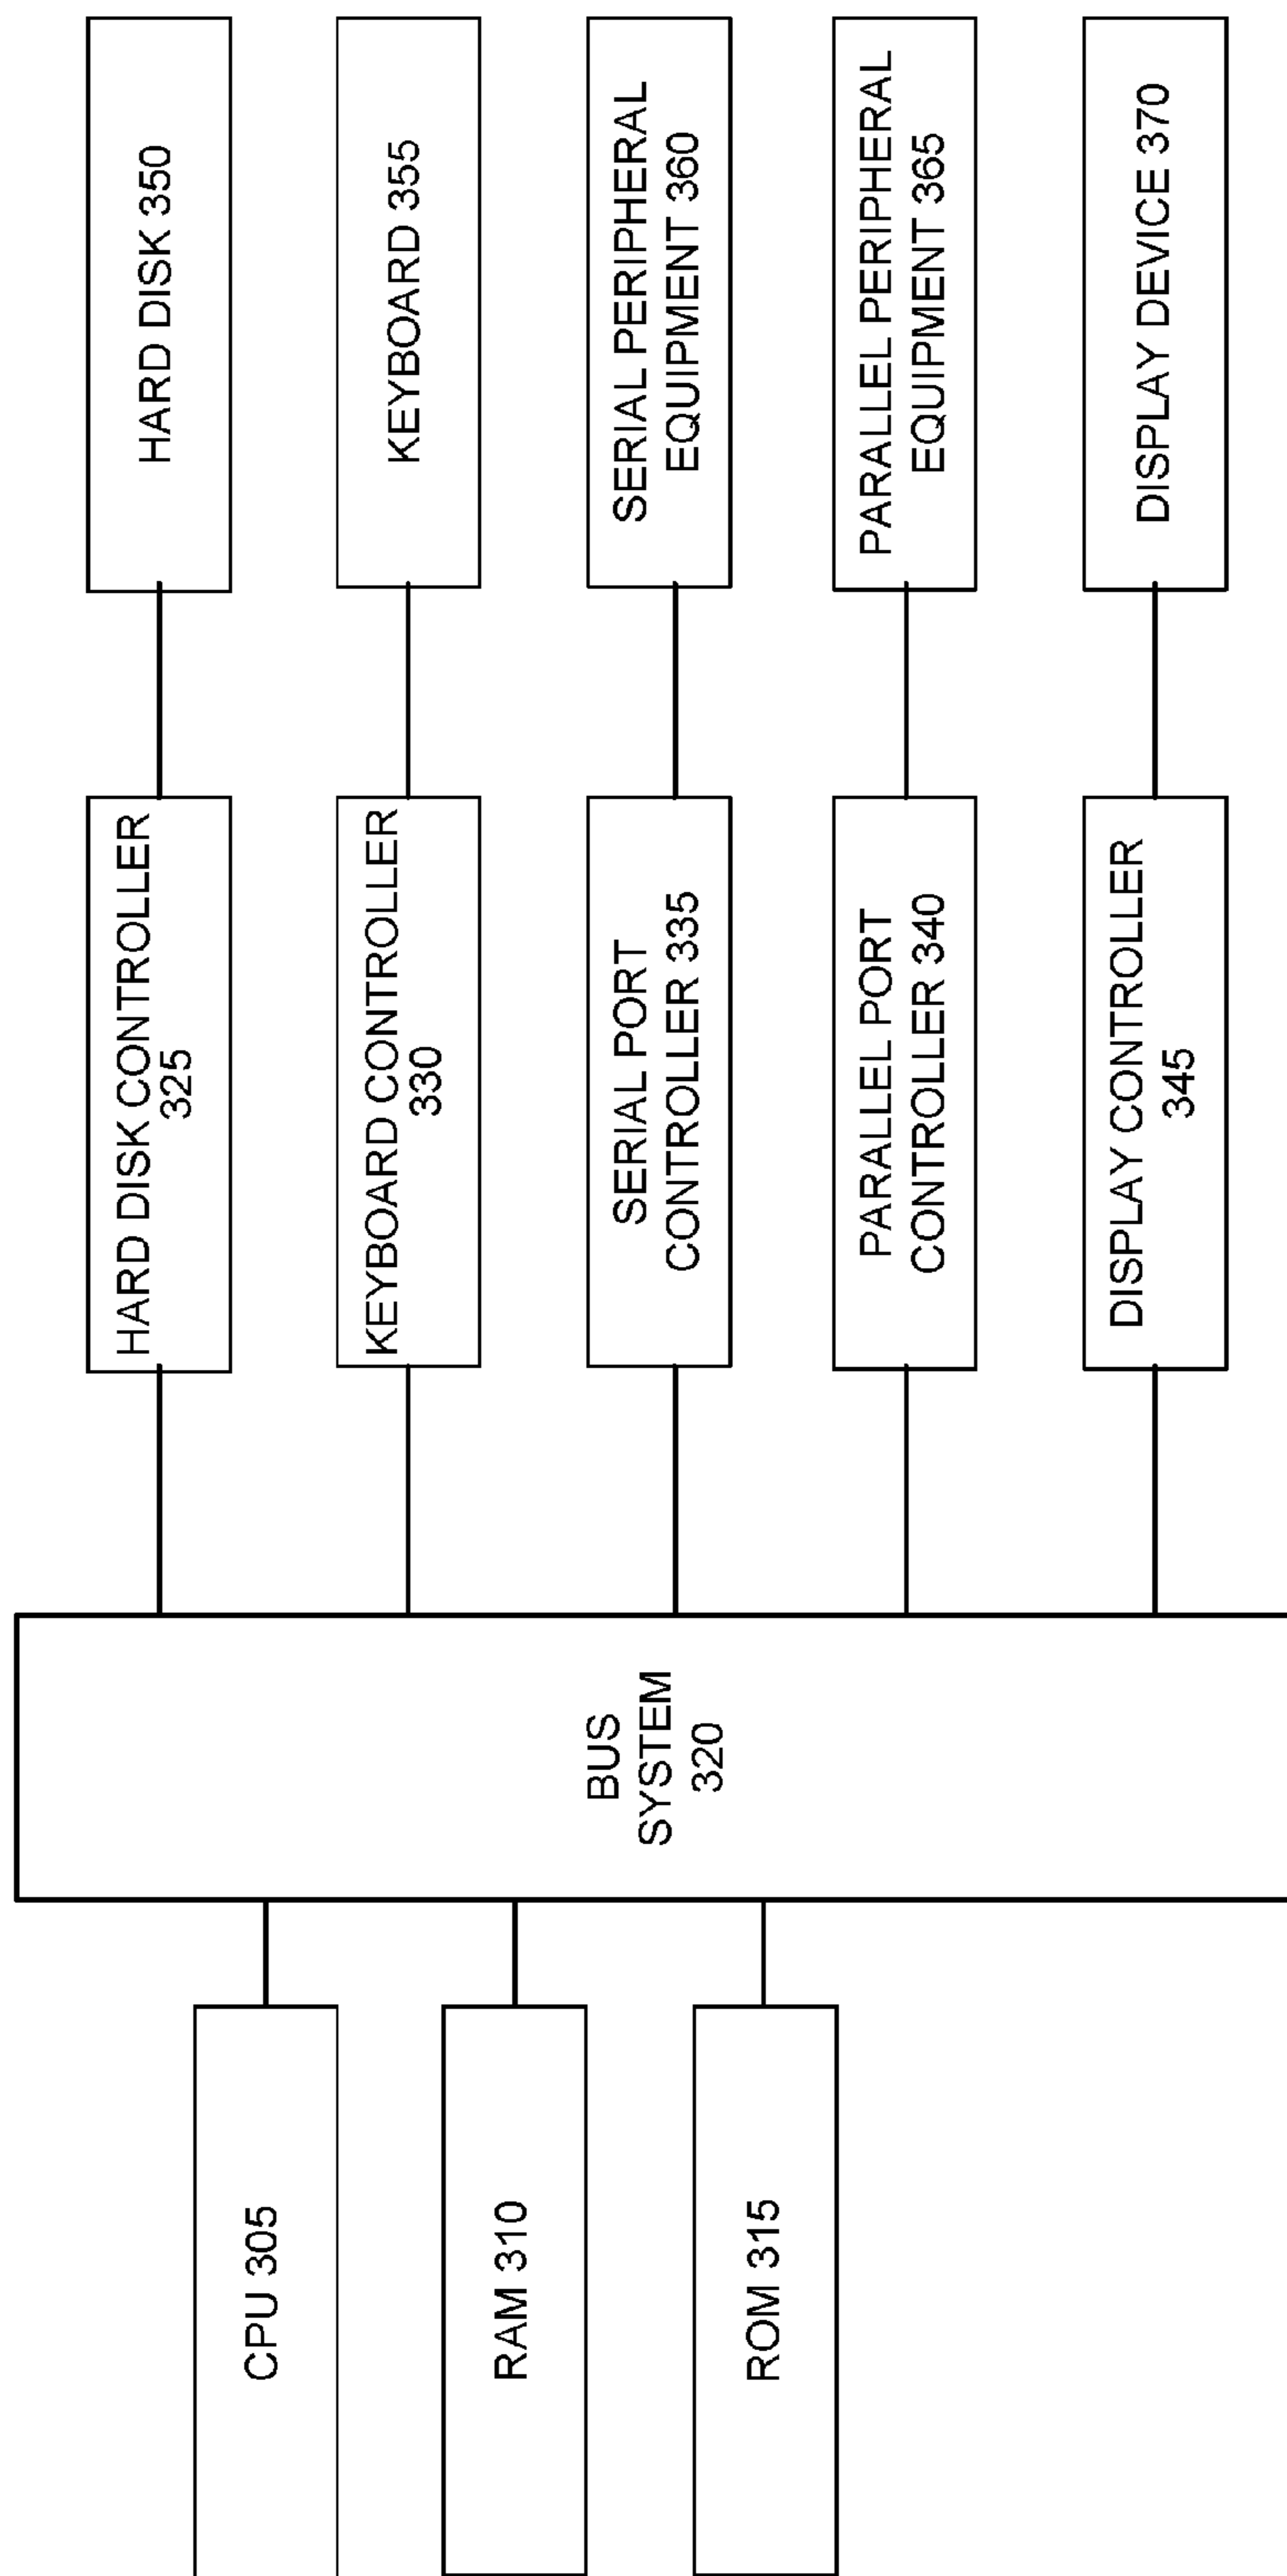 CPU 305
RAM 310
ROM 315
BUS
SYSTEM
320
HARD DISK CONTROLLER
325
KEYBOARD CONTROLLER
330
SERIAL PORT
CONTROLLER 335
PARALLEL PORT
CONTROLLER 340
DISPLAY CONTROLLER
345
HARD DISK 350
KEYBOARD 355
SERIAL PERIPHERAL
EQUIPMENT 360
PARALLEL PERIPHERAL
EQUIPMENT 365
DISPLAY DEVICE 370